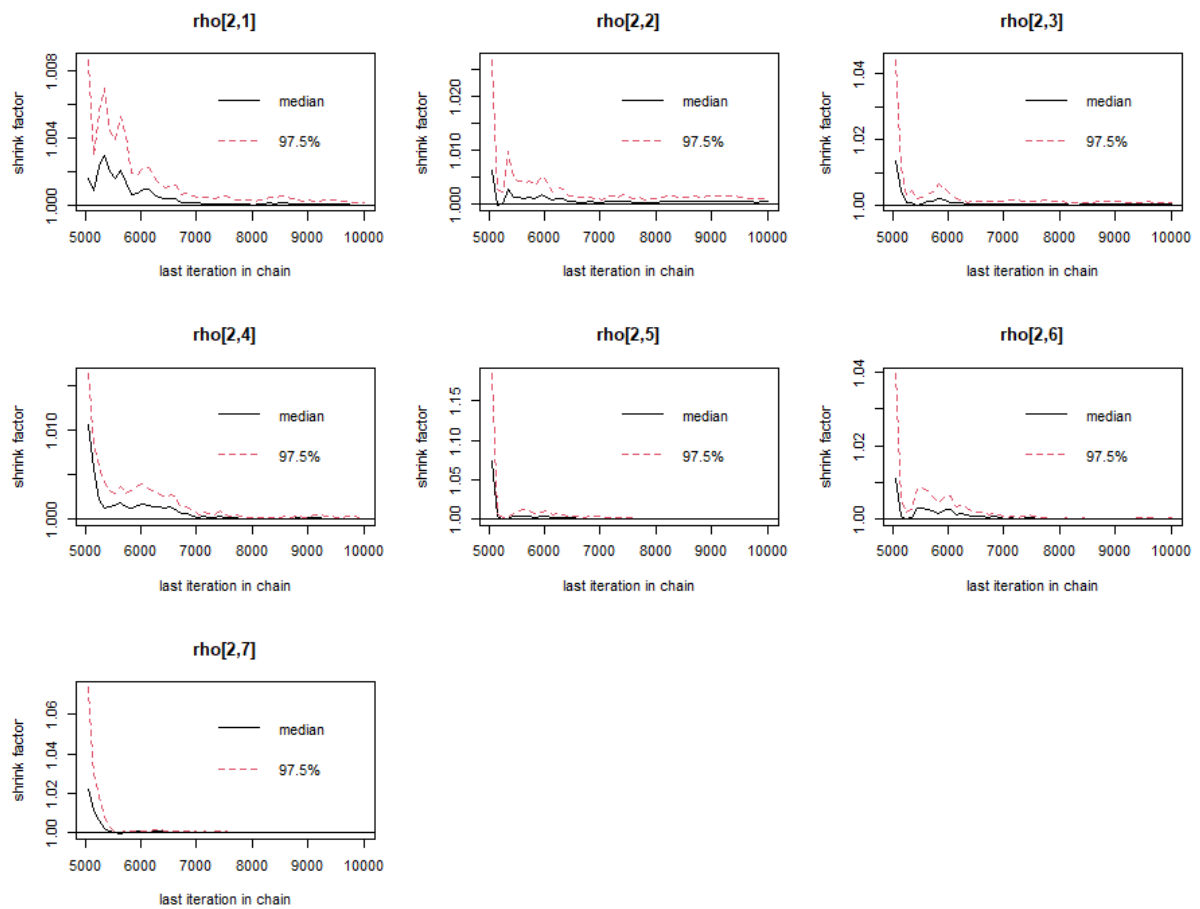 rho[2,1] rho[2,2] rho[2,3]
shrink factor 1.000 1.004 1.008 median 97.5% shrink factor 1.000 1.010 1.020 median 97.5% shrink factor 1.00 1.02 1.04 median 97.5%
5000 6000 7000 8000 9000 10000 5000 6000 7000 8000 9000 10000 5000 6000 7000 8000 9000 10000
last iteration in chain last iteration in chain last iteration in chain
rho[2,4] rho[2,5] rho[2,6]
shrink factor 1.000 1.010 median 97.5% shrink factor 1.00 1.05 1.10 1.15 median 97.5% shrink factor 1.00 1.02 1.04 median 97.5%
5000 6000 7000 8000 9000 10000 5000 6000 7000 8000 9000 10000 5000 6000 7000 8000 9000 10000
last iteration in chain last iteration in chain last iteration in chain
rho[2,7]
shrink factor 1.00 1.02 1.04 1.06 median 97.5%
5000 6000 7000 8000 9000 10000
last iteration in chain